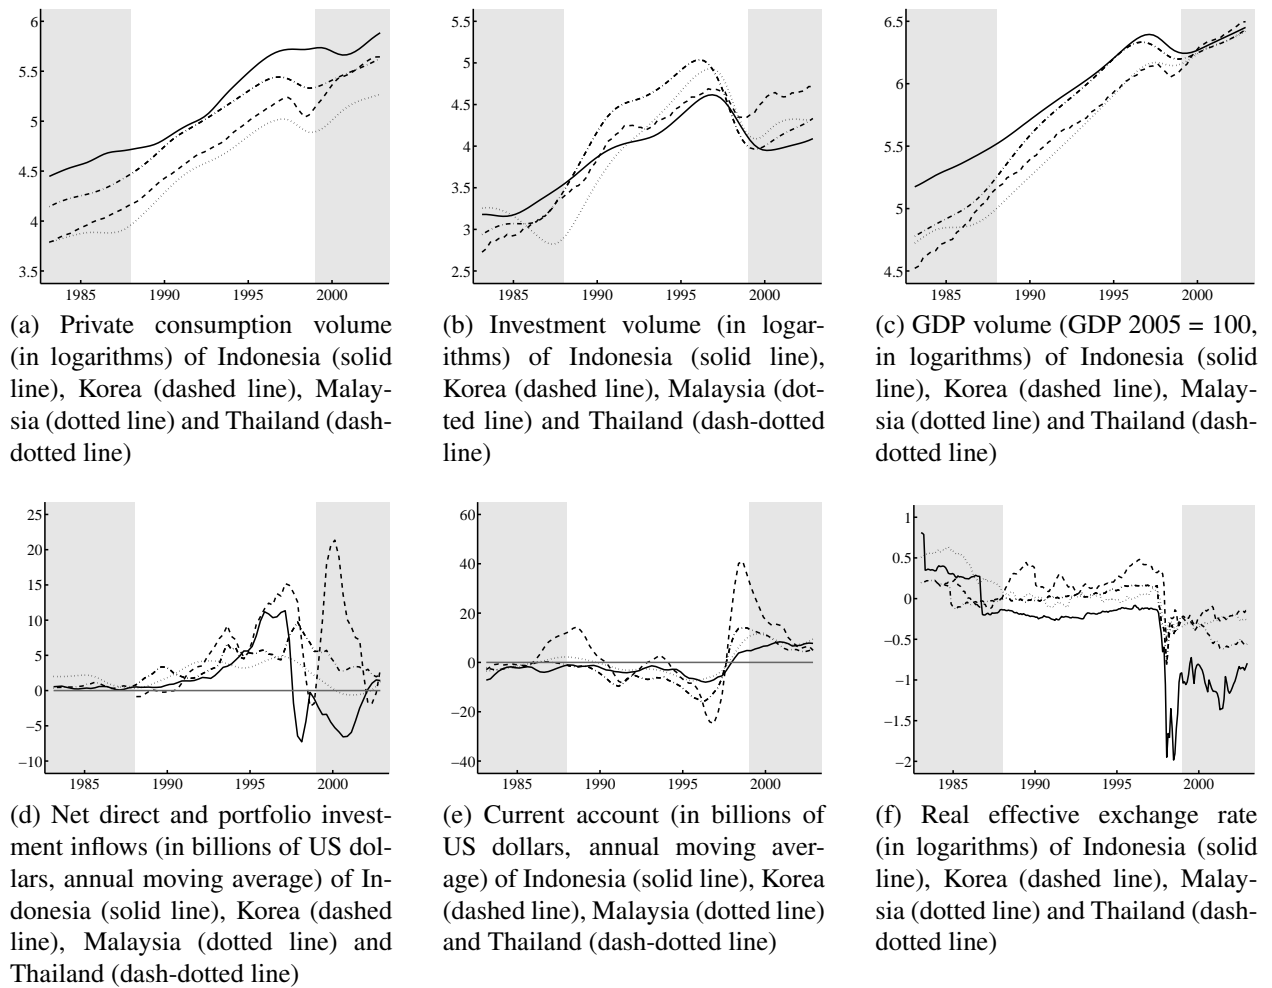 6
5.5
5
4.5
4
3.5
1985 1990 1995 2000
(a) Private consumption volume
(in logarithms) of Indonesia (solid
line), Korea (dashed line), Malay-
sia (dotted line) and Thailand (dash-
dotted line)
5.5
5
4.5
4
3.5
3
2.5
1985 1990 1995 2000
(b) Investment volume (in logar-
ithms) of Indonesia (solid line),
Korea (dashed line), Malaysia (dot-
ted line) and Thailand (dash-dotted
line)
6.5
6
5.5
5
4.5
1985 1990 1995 2000
(c) GDP volume (GDP 2005 = 100,
in logarithms) of Indonesia (solid
line), Korea (dashed line), Malay-
sia (dotted line) and Thailand (dash-
dotted line)
25
20
15
10
5
0
−5
−10
1985 1990 1995 2000
(d) Net direct and portfolio invest-
ment inflows (in billions of US dol-
lars, annual moving average) of In-
donesia (solid line), Korea (dashed
line), Malaysia (dotted line) and
Thailand (dash-dotted line)
60
40
20
0
−20
−40
1985 1990 1995 2000
(e) Current account (in billions of
US dollars, annual moving aver-
age) of Indonesia (solid line), Korea
(dashed line), Malaysia (dotted line)
and Thailand (dash-dotted line)
1
0.5
0
−0.5
−1
−1.5
−2
1985 1990 1995 2000
(f) Real effective exchange rate
(in logarithms) of Indonesia (solid
line), Korea (dashed line), Malay-
sia (dotted line) and Thailand (dash-
dotted line)